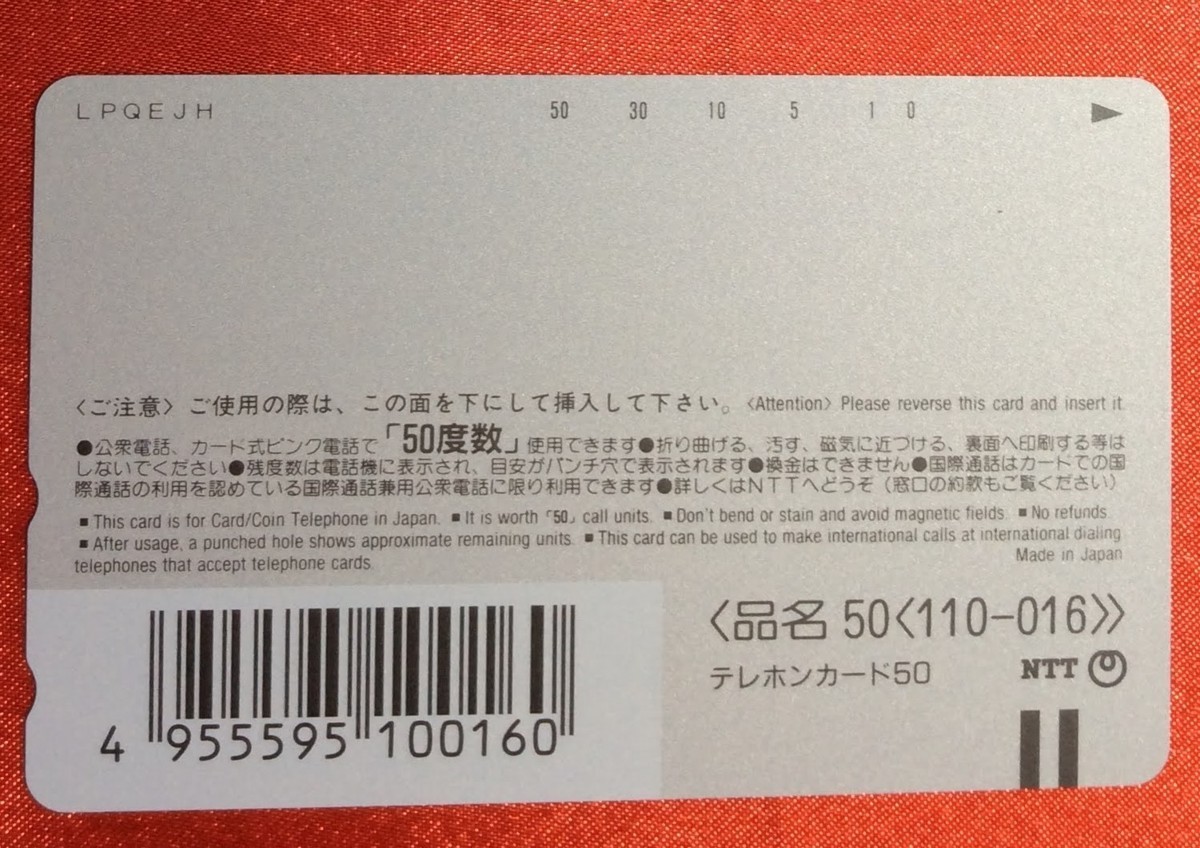 LPQEJH 50 30 10 5 1 0
〈ご注意〉ご使用の際は、この面を下にして挿入して下さい。〈Attention〉Please reverse this card and insert it.
●公衆電話、カード式ピンク電話で「50度数」使用できます●折り曲げる、汚す、磁気に近づける、裏面へ印刷する等は
しないでください●残度数は電話機に表示され、目安がパンチ穴で表示されます●換金はできません●国際通話はカードでの国
際通話の利用を認めている国際通話兼用公衆電話に限り利用できます●詳しくはNTTへどうぞ（窓口の約款もご覧ください）
■This card is for Card/Coin Telephone in Japan. ■It is worth「50」call units. ■Don't bend or stain and avoid magnetic fields. ■No refunds.
■After usage, a punched hole shows approximate remaining units. ■This card can be used to make international calls at international dialing
telephones that accept telephone cards.
Made in Japan
〈品名 50〈110-016〉〉
テレホンカード50
NTT
4 955595 100160